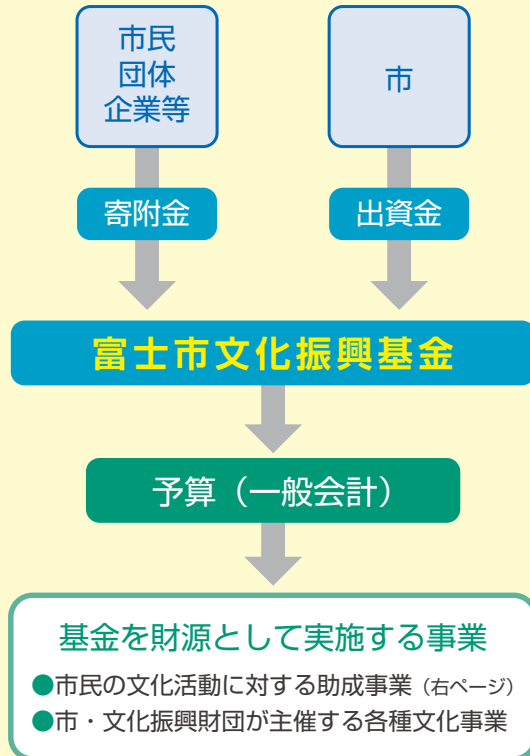 市民
団体
企業等
市
寄附金
出資金
富士市文化振興基金
予算（一般会計）
基金を財源として実施する事業
●市民の文化活動に対する助成事業（右ページ）
●市・文化振興財団が主催する各種文化事業